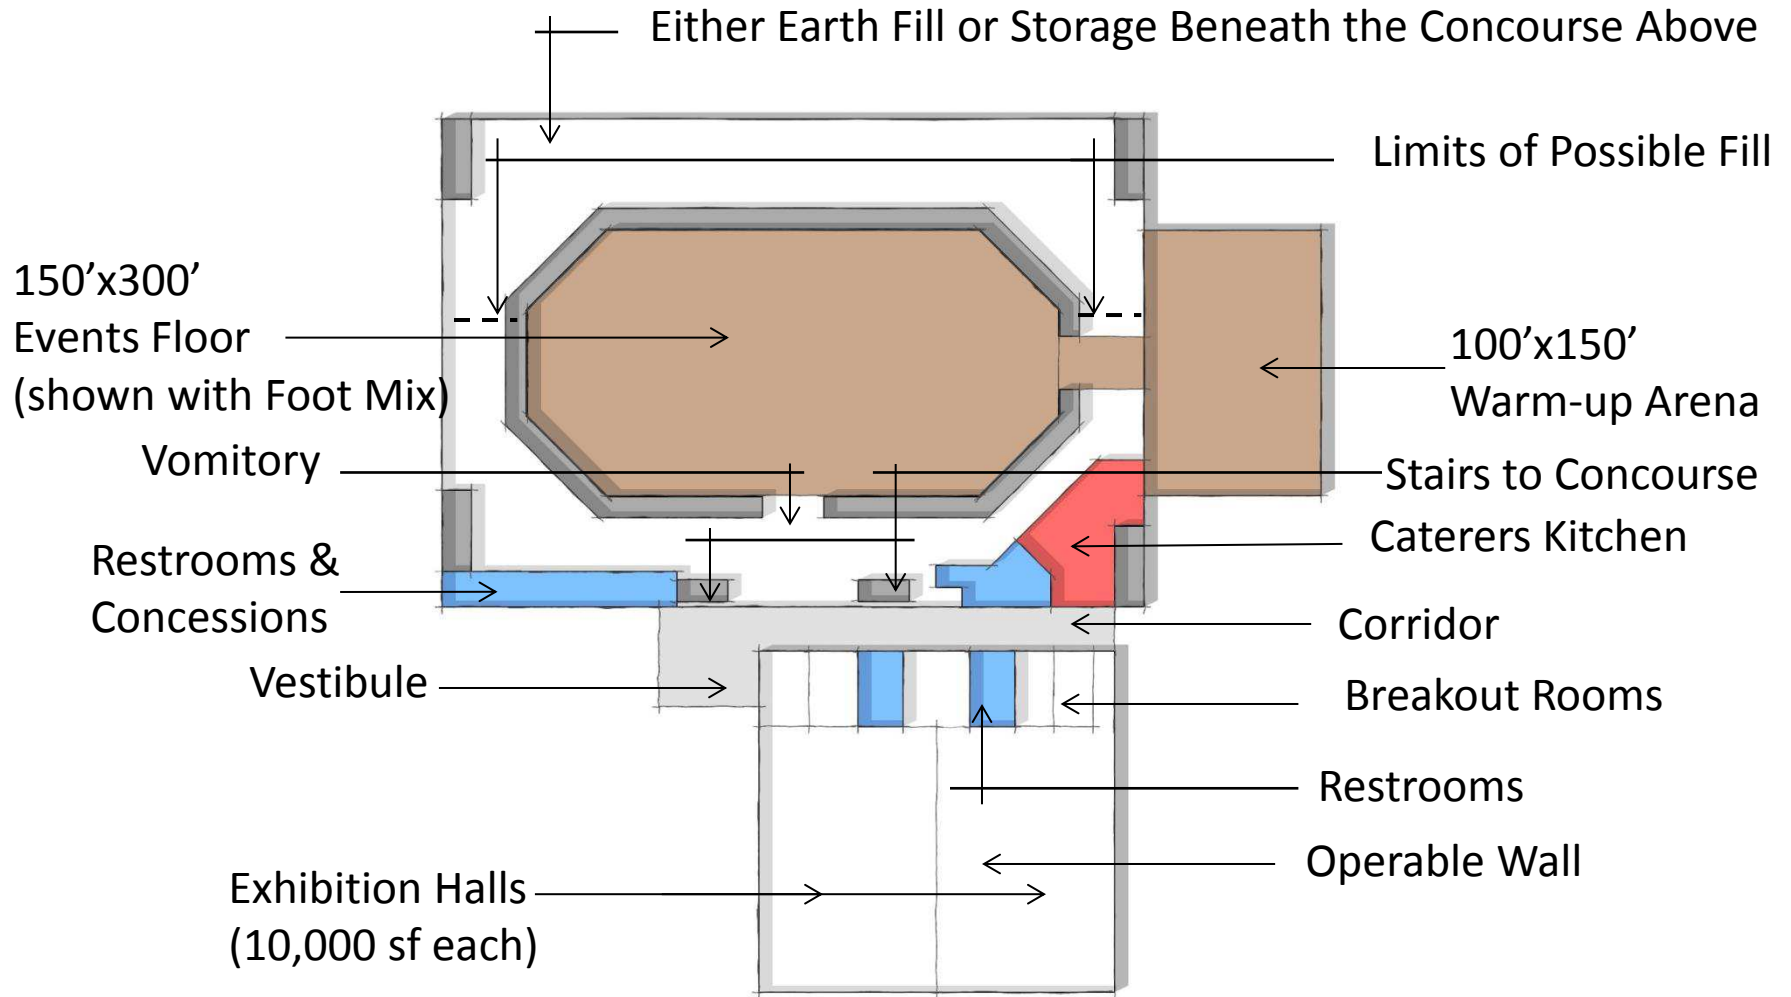 Either Earth Fill or Storage Beneath the Concourse Above
Limits of Possible Fill
150’x300’
Events Floor
(shown with Foot Mix)
100’x150’
Warm-up Arena
Vomitory
Stairs to Concourse
Caterers Kitchen
Restrooms &
Concessions
Corridor
Vestibule
Breakout Rooms
Restrooms
Operable Wall
Exhibition Halls
(10,000 sf each)